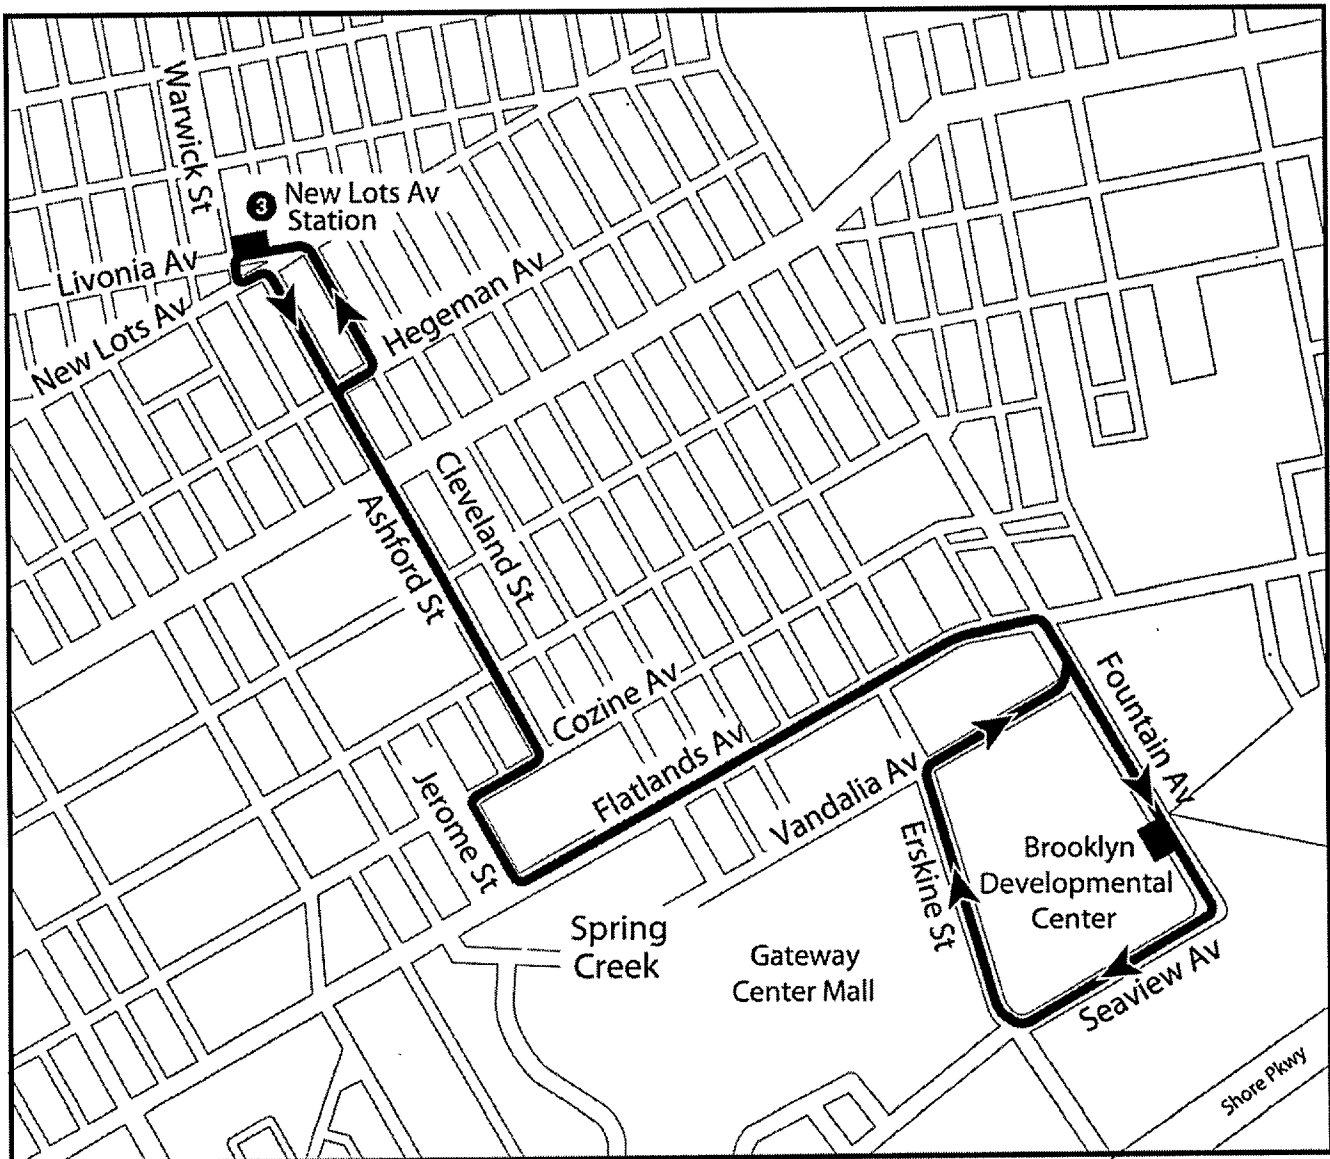 Warwick St
3
New Lots Av
Station
Livonia Av
New Lots Av
Hegeman Av
Cleveland St
Ashford St
Cozine Av
Jerome St
Flatlands Av
Vandalia Av
Fountain Av
Erskine St
Brooklyn
Developmental
Center
Spring
Creek
Gateway
Center Mall
Seaview Av
Shore Pkwy